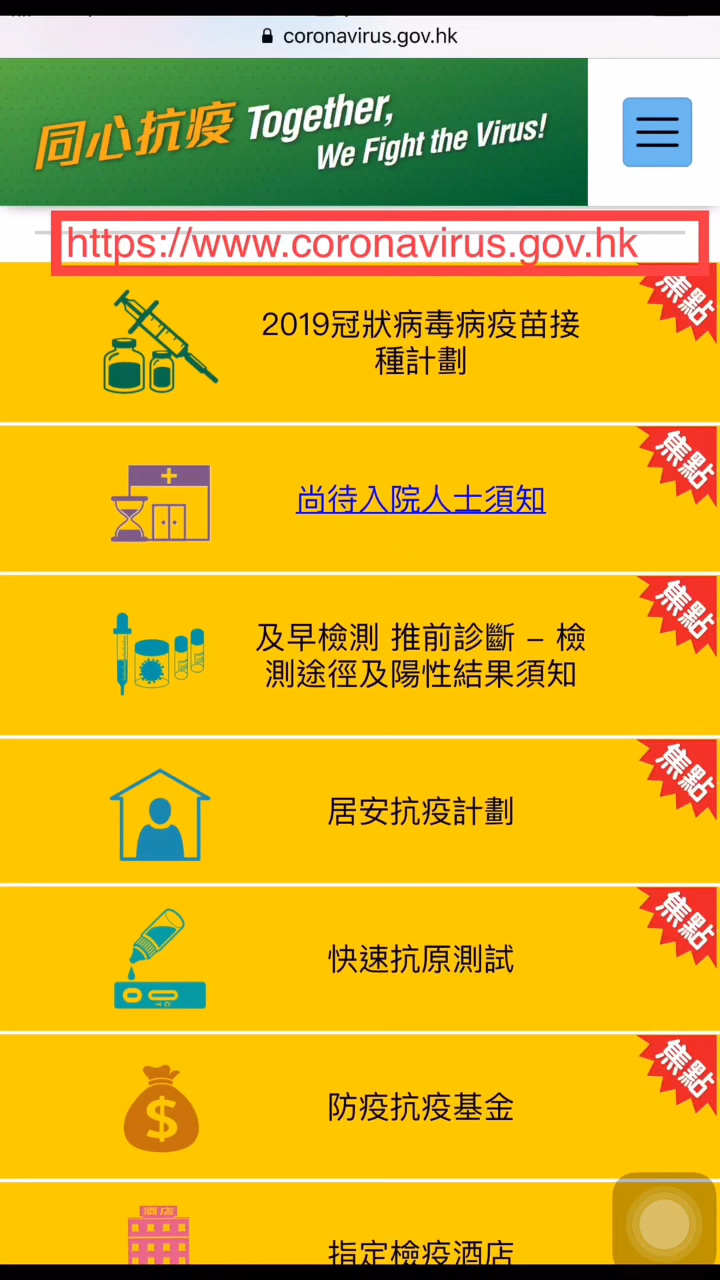 coronavirus.gov.hk
同心抗疫 Together,
We Fight the Virus!
https://www.coronavirus.gov.hk
焦點
2019冠狀病毒病疫苗接
種計劃
焦點
尚待入院人士須知
焦點
及早檢測 推前診斷 – 檢
測途徑及陽性結果須知
焦點
居安抗疫計劃
焦點
快速抗原測試
C
T
焦點
防疫抗疫基金
$
酒店
指定檢疫酒店